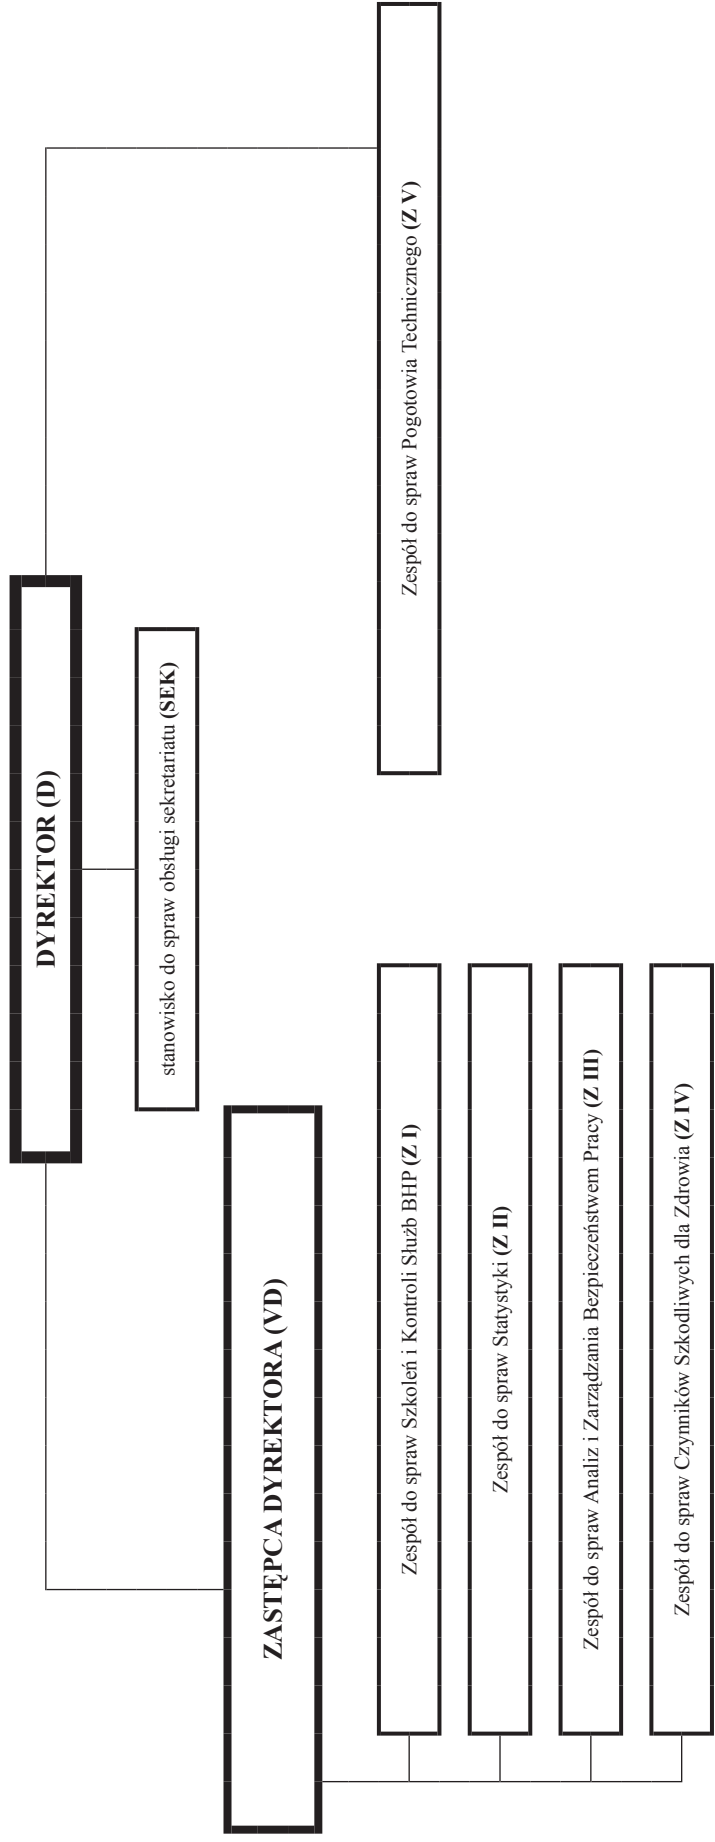 DYREKTOR (D)
stanowisko do spraw obsługi sekretariatu (SEK)
ZASTĘPCA DYREKTORA (VD)
Zespół do spraw Szkoleń i Kontroli Służb BHP (Z I)
Zespół do spraw Statystyki (Z II)
Zespół do spraw Analiz i Zarządzania Bezpieczeństwem Pracy (Z III)
Zespół do spraw Czynników Szkodliwych dla Zdrowia (Z IV)
Zespół do spraw Pogotowia Technicznego (Z V)